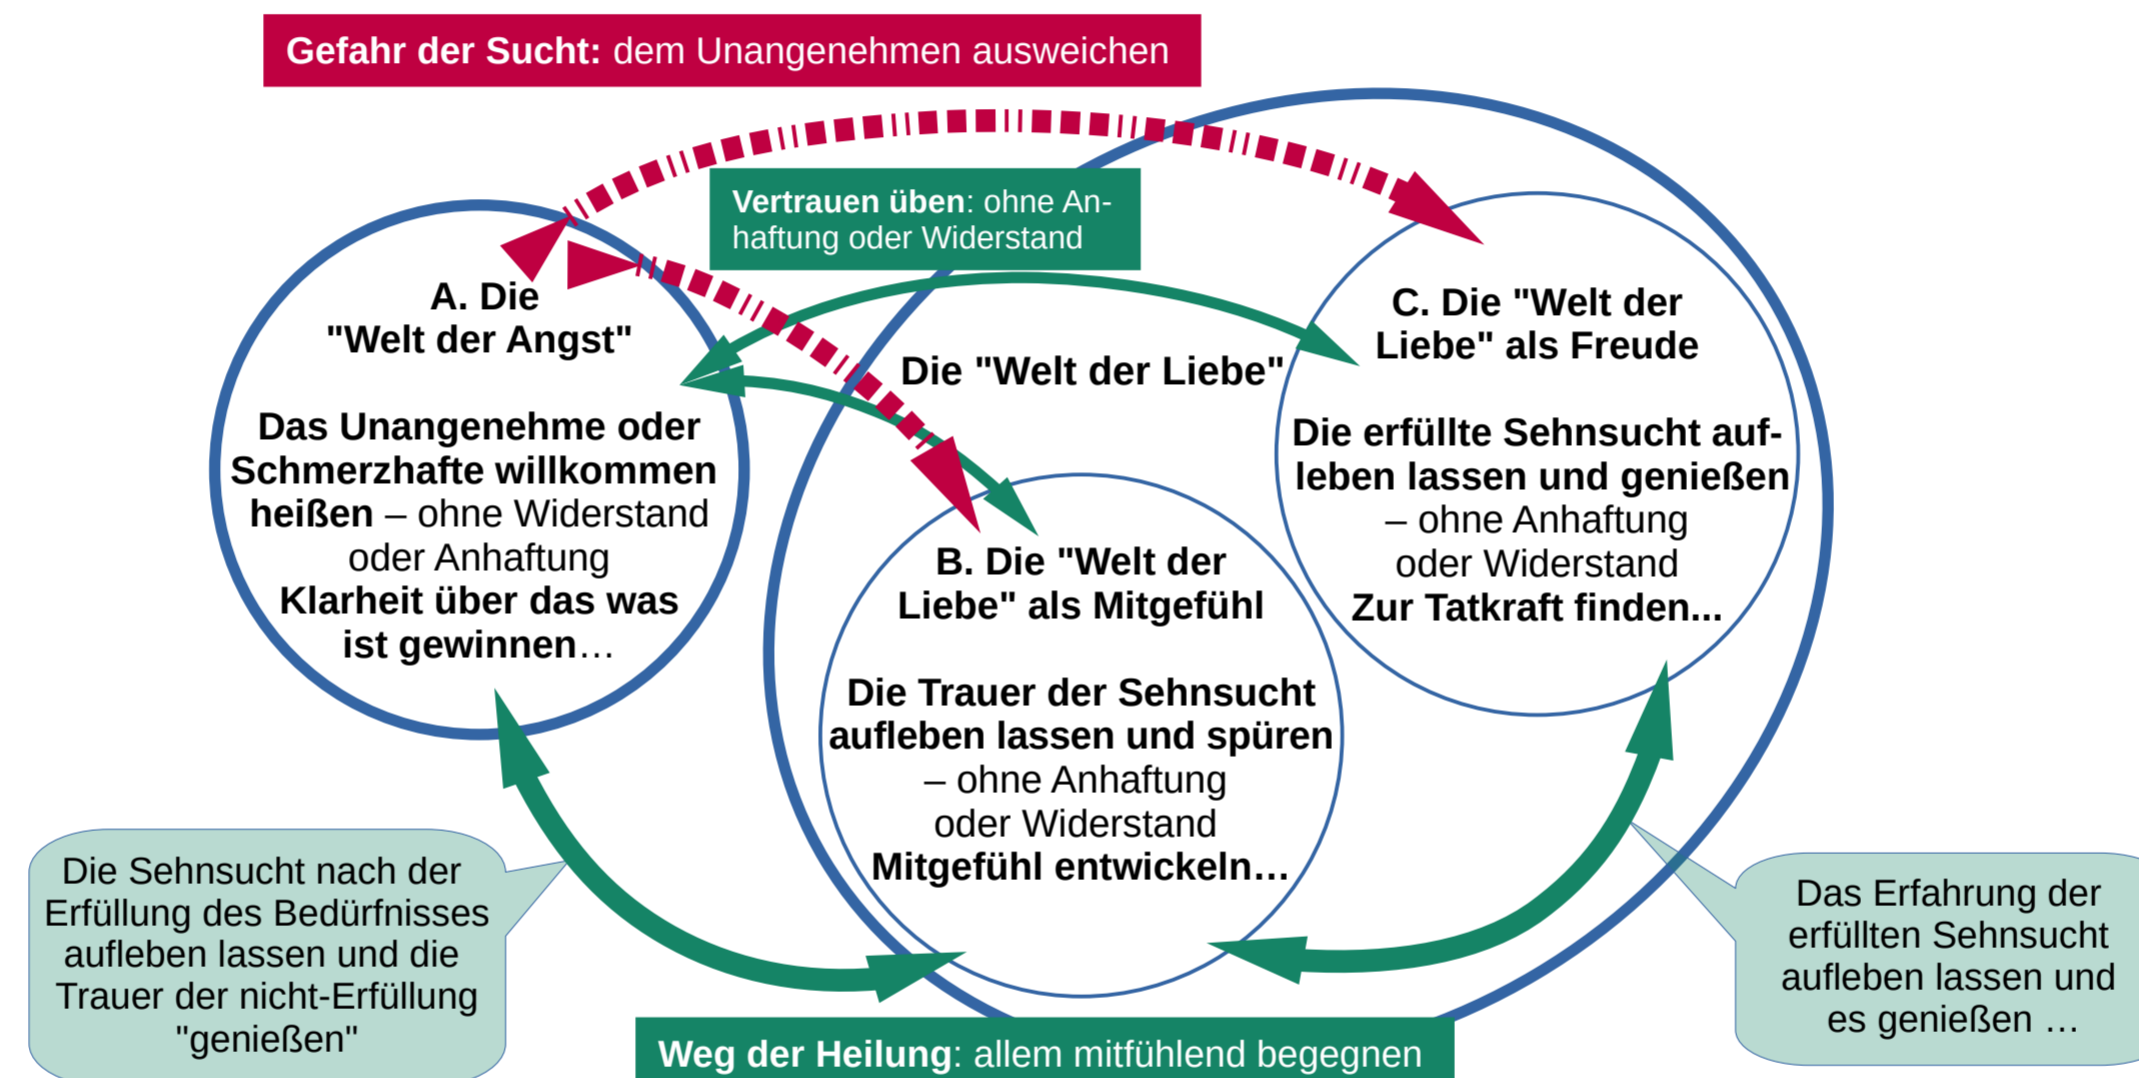 Gefahr der Sucht: dem Unangenehmen ausweichen
Vertrauen üben: ohne An-
haftung oder Widerstand
A. Die
"Welt der Angst"
Das Unangenehme oder
Schmerzhafte willkommen
heißen – ohne Widerstand
oder Anhaftung
Klarheit über das was
ist gewinnen…
Die "Welt der Liebe"
C. Die "Welt der
Liebe" als Freude
Die erfüllte Sehnsucht auf-
leben lassen und genießen
– ohne Anhaftung
oder Widerstand
Zur Tatkraft finden...
B. Die "Welt der
Liebe" als Mitgefühl
Die Trauer der Sehnsucht
aufleben lassen und spüren
– ohne Anhaftung
oder Widerstand
Mitgefühl entwickeln…
Die Sehnsucht nach der
Erfüllung des Bedürfnisses
aufleben lassen und die
Trauer der nicht-Erfüllung
"genießen"
Das Erfahrung der
erfüllten Sehnsucht
aufleben lassen und
es genießen …
Weg der Heilung: allem mitfühlend begegnen